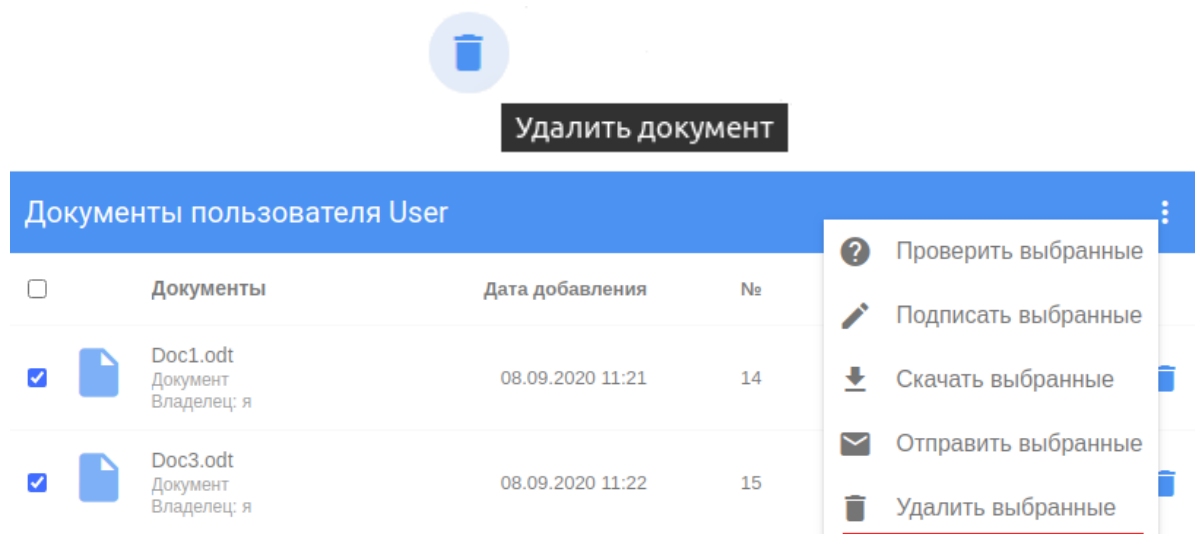 Удалить документ
Документы пользователя User
Проверить выбранные
Документы Дата добавления №
Подписать выбранные
Doc1.odt
Документ 08.09.2020 11:21 14 Скачать выбранные
Владелец: я
Отправить выбранные
Doc3.odt
Документ 08.09.2020 11:22 15
Владелец: я
Удалить выбранные